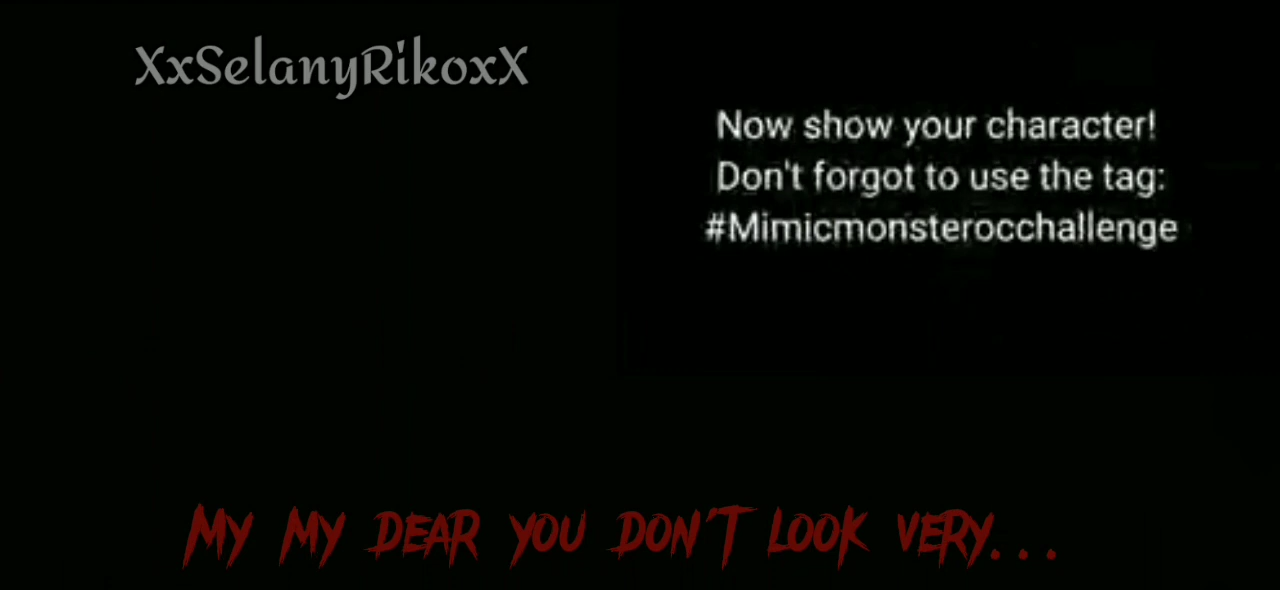 XxSelanyRikoxX
Now show your character!
Don't forgot to use the tag:
#Mimicmonsterocchallenge
My my dear you don't look very...